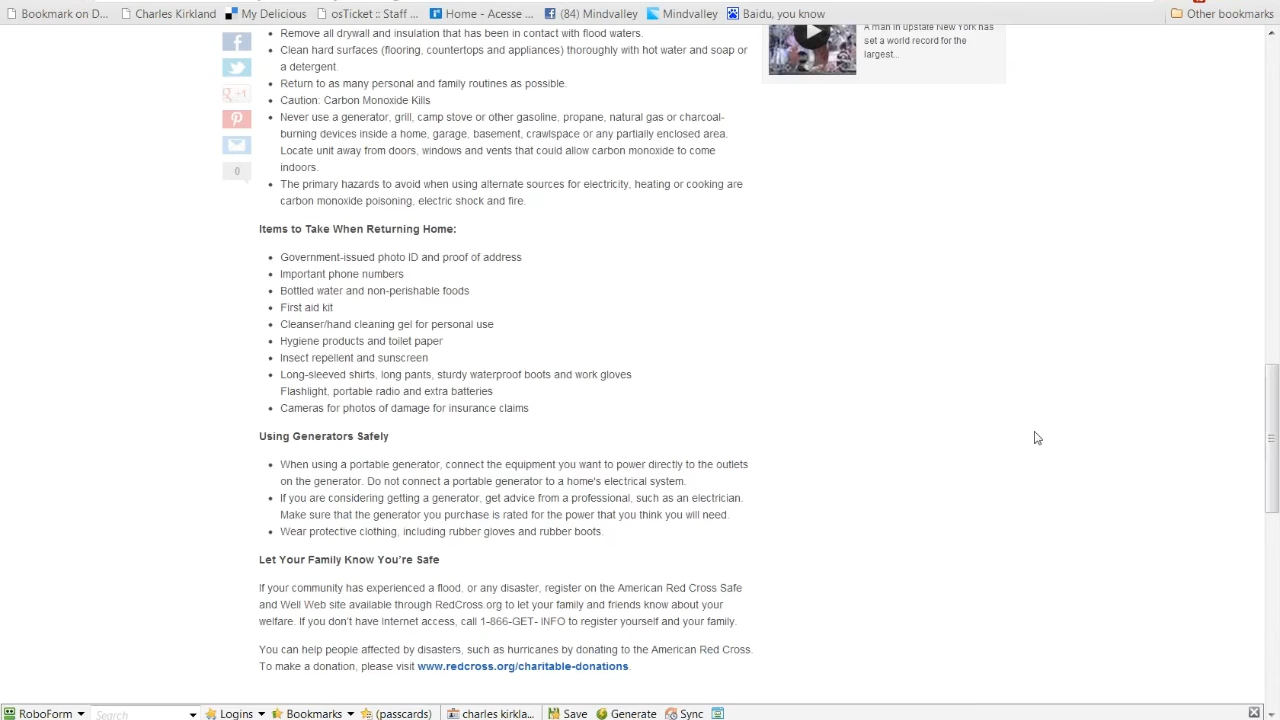 Bookmark on D...
Charles Kirkland
My Delicious
osTicket :: Staff ...
Home - Acesse ...
(84) Mindvalley
Mindvalley
Baidu, you know
Other bookmarks
Remove all drywall and insulation that has been in contact with flood waters.
Clean hard surfaces (flooring, countertops and appliances) thoroughly with hot water and soap or
a detergent.
Return to as many personal and family routines as possible.
Caution: Carbon Monoxide Kills
Never use a generator, grill, camp stove or other gasoline, propane, natural gas or charcoal-
burning devices inside a home, garage, basement, crawlspace or any partially enclosed area.
Locate unit away from doors, windows and vents that could allow carbon monoxide to come
indoors.
The primary hazards to avoid when using alternate sources for electricity, heating or cooking are
carbon monoxide poisoning, electric shock and fire.
A man in upstate New York has
set a world record for the
largest...
g +1
0
Items to Take When Returning Home:
Government-issued photo ID and proof of address
Important phone numbers
Bottled water and non-perishable foods
First aid kit
Cleanser/hand cleaning gel for personal use
Hygiene products and toilet paper
Insect repellent and sunscreen
Long-sleeved shirts, long pants, sturdy waterproof boots and work gloves
Flashlight, portable radio and extra batteries
Cameras for photos of damage for insurance claims
Using Generators Safely
When using a portable generator, connect the equipment you want to power directly to the outlets
on the generator. Do not connect a portable generator to a home's electrical system.
If you are considering getting a generator, get advice from a professional, such as an electrician.
Make sure that the generator you purchase is rated for the power that you think you will need.
Wear protective clothing, including rubber gloves and rubber boots.
Let Your Family Know You're Safe
If your community has experienced a flood, or any disaster, register on the American Red Cross Safe
and Well Web site available through RedCross.org to let your family and friends know about your
welfare. If you don't have Internet access, call 1-866-GET- INFO to register yourself and your family.
You can help people affected by disasters, such as hurricanes by donating to the American Red Cross.
To make a donation, please visit www.redcross.org/charitable-donations.
RoboForm
Search
Logins
Bookmarks
(passcards)
charles kirkla...
Save
Generate
Sync